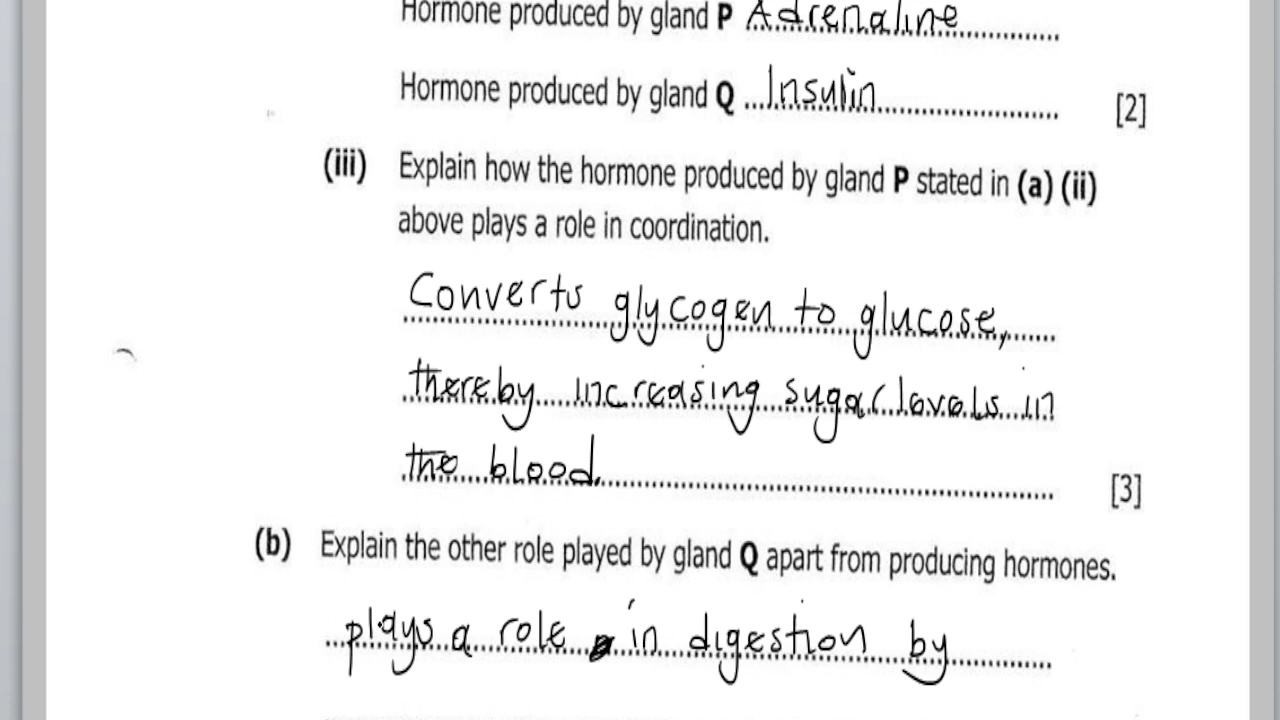 Hormone produced by gland P Adrenaline
Hormone produced by gland Q Insulin [2]
(iii) Explain how the hormone produced by gland P stated in (a) (ii)
above plays a role in coordination.
Converts glycogen to glucose,
thereby increasing sugar levels in
the blood. [3]
(b) Explain the other role played by gland Q apart from producing hormones.
plays a role in digestion by